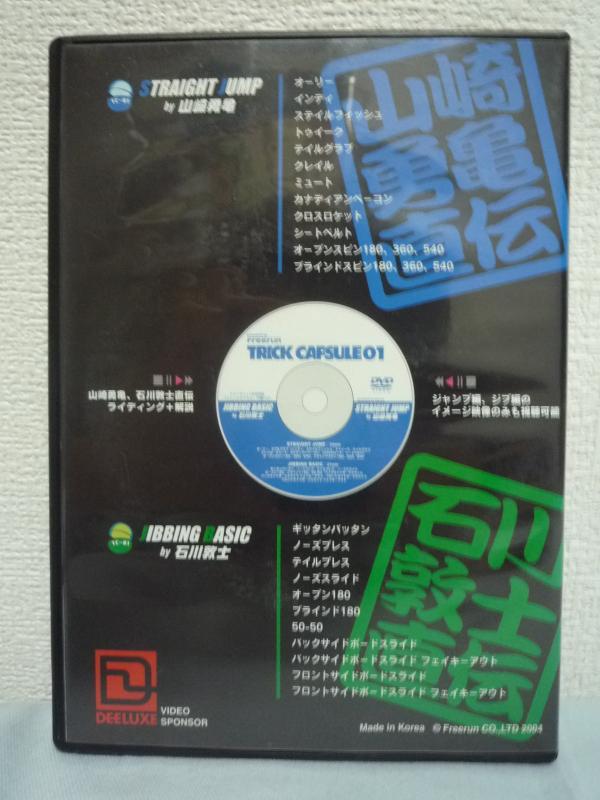 STRAIGHT JUMP
by 山崎勇亀
オーリー
インディ
ステイルフィッシュ
トゥイーク
テイルグラブ
クレイル
ミュート
カナディアンベーコン
クロスロケット
シートベルト
オープンスピン180、360、540
ブラインドスピン180、360、540
山崎
勇亀
直伝
freerun
TRICK CAPSULE 01
DVD
JIBBING BASIC
by 石川敦士
STRAIGHT JUMP
by 山崎勇亀
山崎勇亀、石川敦士直伝
ライディング+解説
ジャンプ編、ジブ編の
イメージ映像のみも視聴可能
JIBBING BASIC
by 石川敦士
ギッタンバッタン
ノーズプレス
テイルプレス
ノーズスライド
オープン180
ブラインド180
50-50
バックサイドボードスライド
バックサイドボードスライド フェイキーアウト
フロントサイドボードスライド
フロントサイドボードスライド フェイキーアウト
石川
敦士
直伝
DEELUXE
VIDEO
SPONSOR
Made in Korea © Freerun CO.,LTD 2004